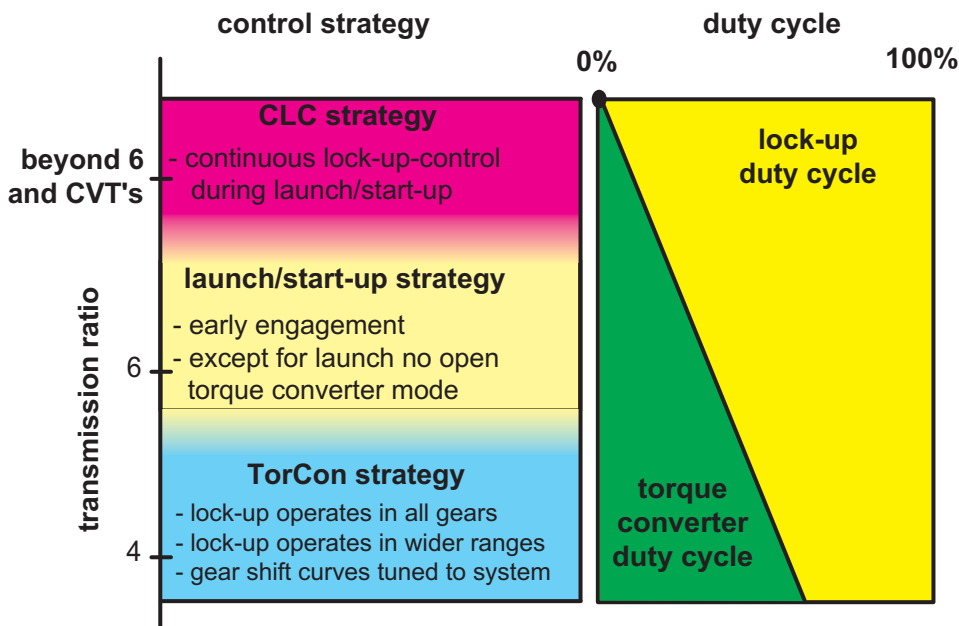 control strategy
duty cycle
0%
100%
CLC strategy
- continuous lock-up-control
during launch/start-up
beyond 6
and CVT's
lock-up
duty cycle
launch/start-up strategy
- early engagement
- except for launch no open
torque converter mode
transmission ratio
6
TorCon strategy
- lock-up operates in all gears
- lock-up operates in wider ranges
- gear shift curves tuned to system
4
torque
converter
duty cycle